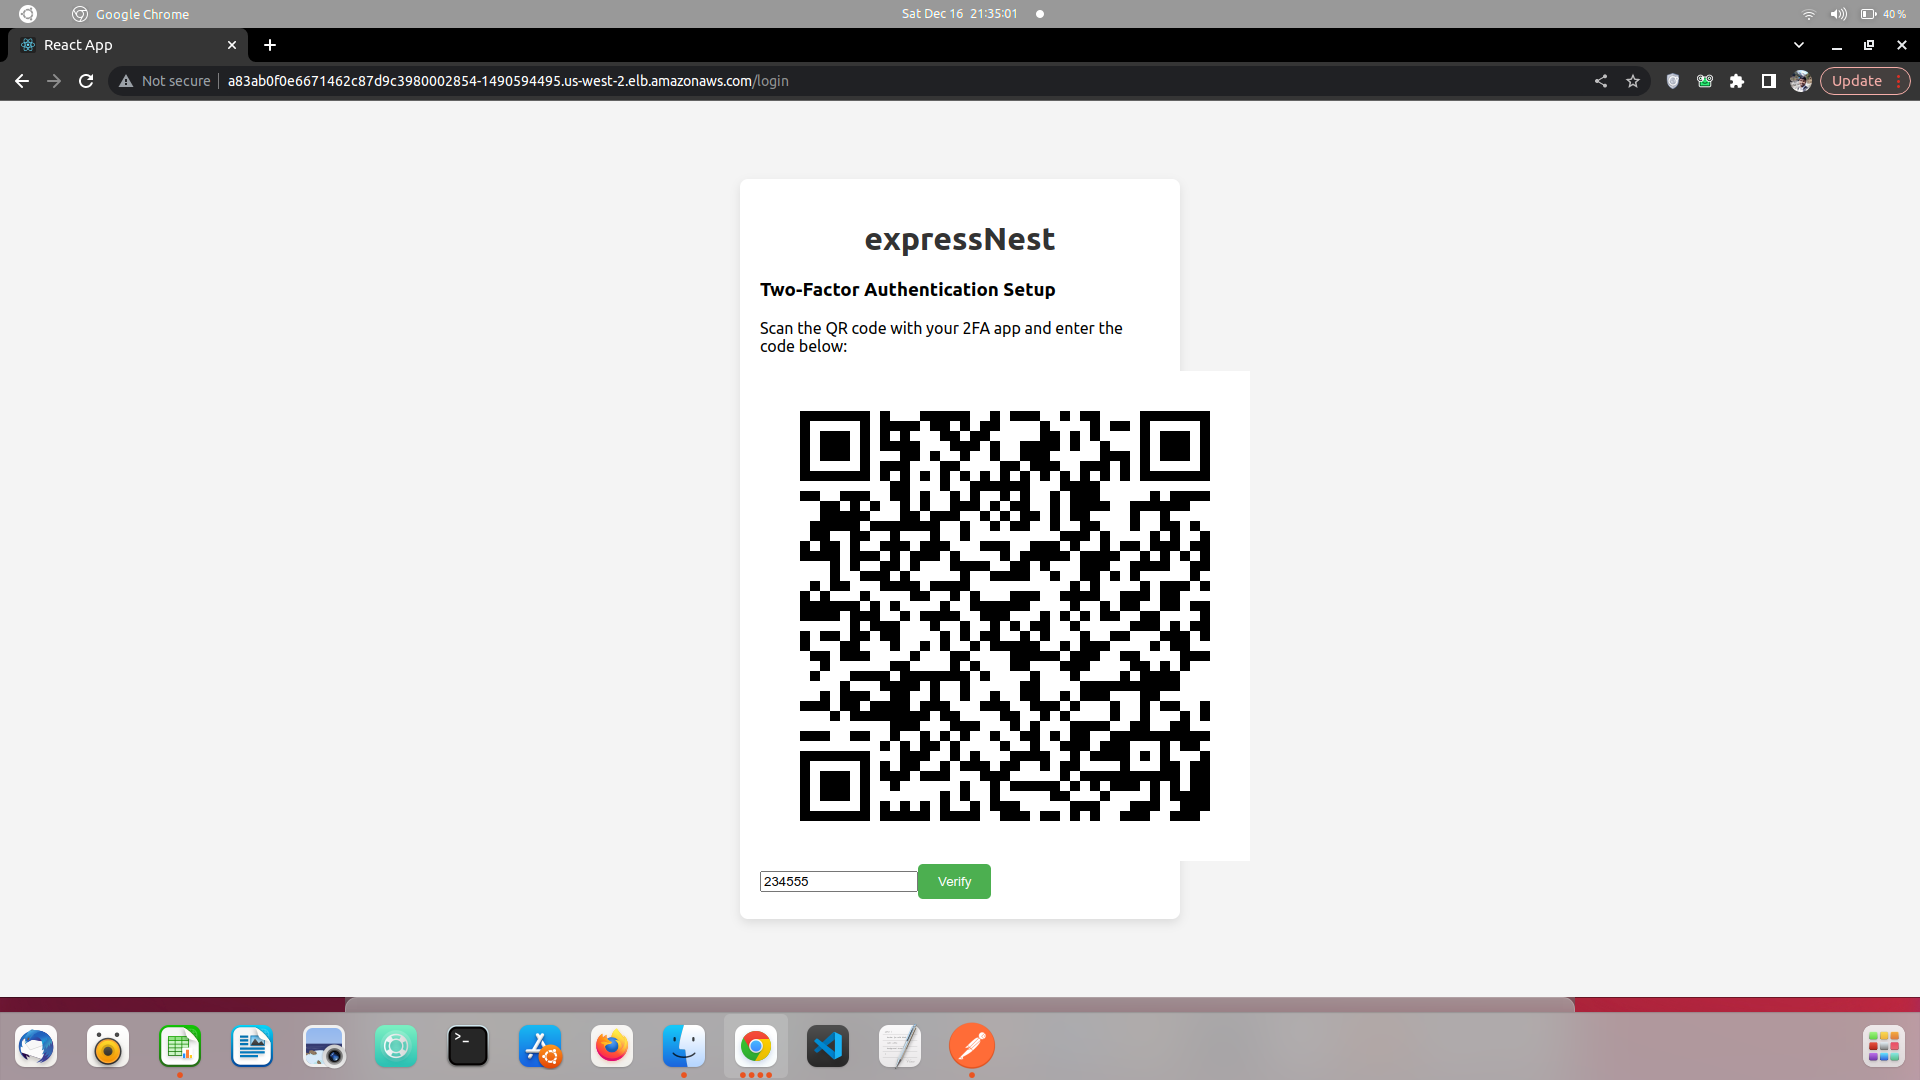 Google Chrome
Sat Dec 16 21:35:01
40 %
React App
Not secure
a83ab0f0e6671462c87d9c3980002854-1490594495.us-west-2.elb.amazonaws.com/login
Update
expressNest
Two-Factor Authentication Setup
Scan the QR code with your 2FA app and enter the
code below:
234555
Verify